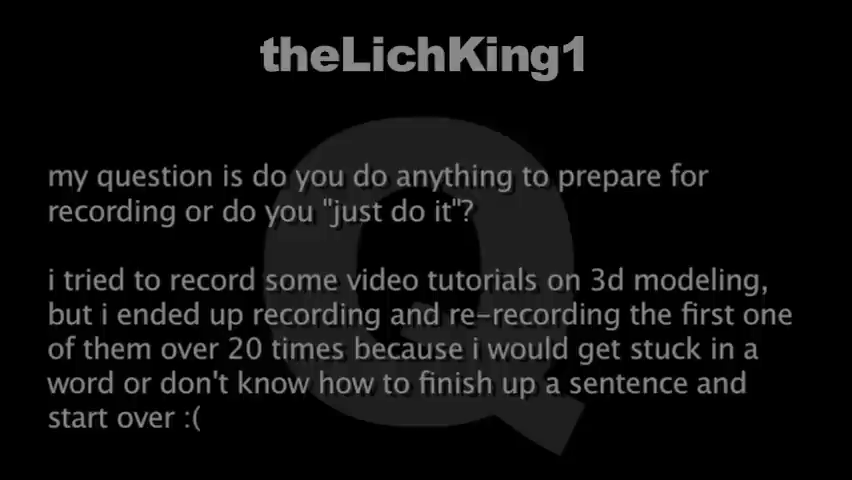 theLichKing1
my question is do you do anything to prepare for
recording or do you "just do it"?
i tried to record some video tutorials on 3d modeling,
but i ended up recording and re-recording the first one
of them over 20 times because i would get stuck in a
word or don't know how to finish up a sentence and
start over :(
Q